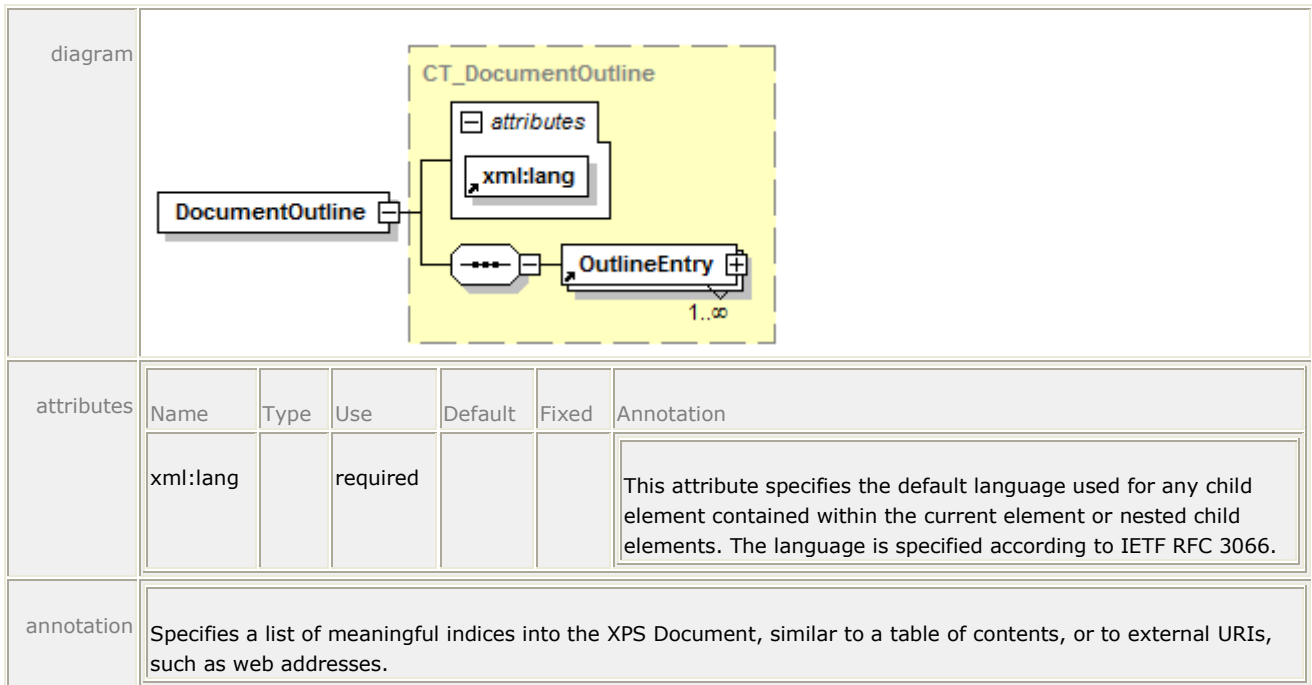 diagram
CT_DocumentOutline
attributes
xml:lang
DocumentOutline
OutlineEntry
1..∞
attributes
Name Type Use Default Fixed Annotation
xml:lang required
This attribute specifies the default language used for any child
element contained within the current element or nested child
elements. The language is specified according to IETF RFC 3066.
annotation
Specifies a list of meaningful indices into the XPS Document, similar to a table of contents, or to external URIs,
such as web addresses.